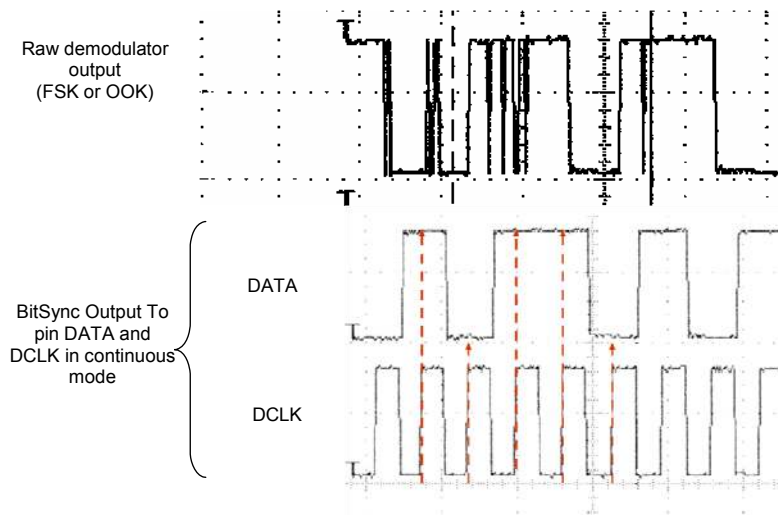 Raw demodulator
output
(FSK or OOK)
BitSync Output To
pin DATA and
DCLK in continuous
mode
DATA
DCLK